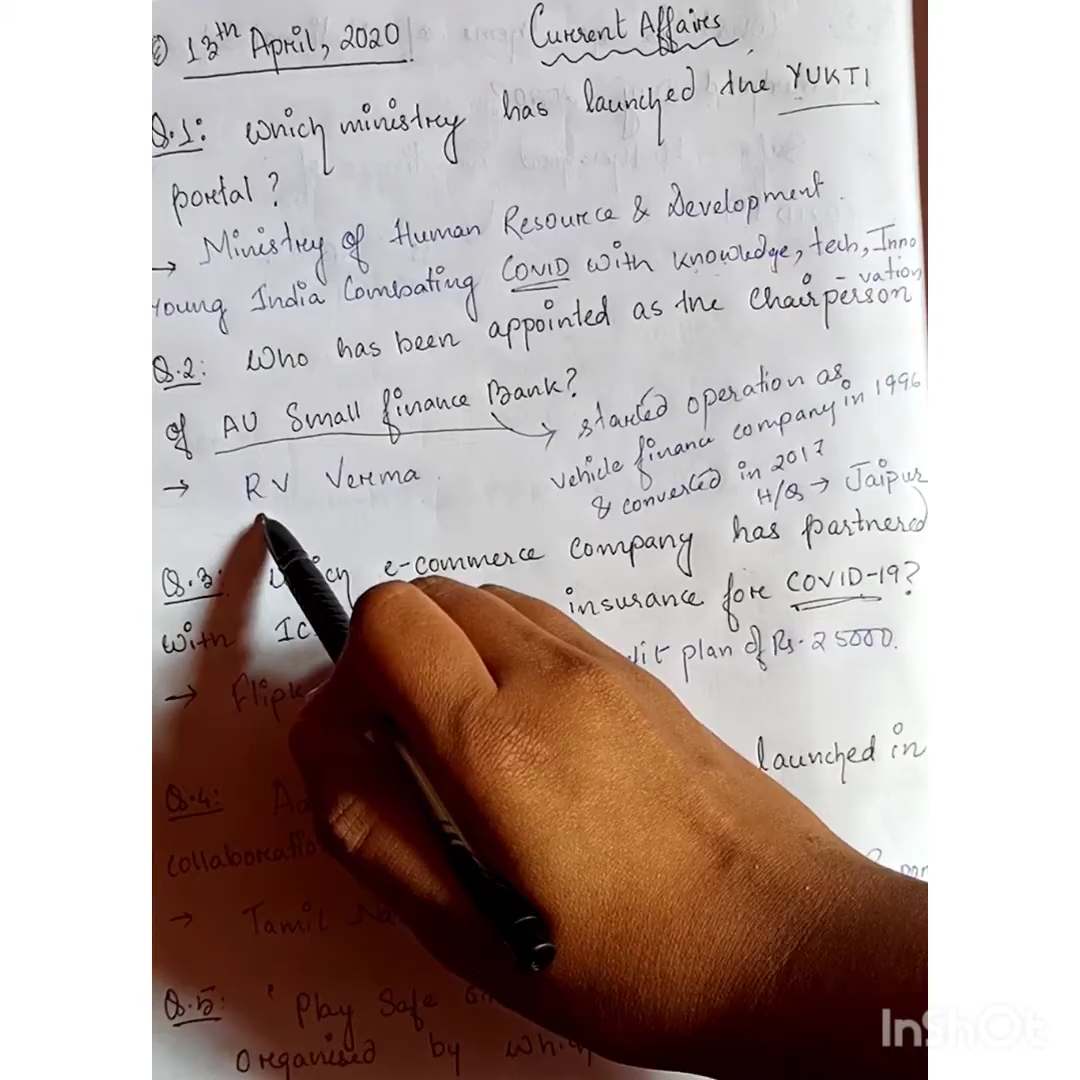 13th April, 2020 Current Affairs
Q.1: Which ministry has launched the YUKTI
portal?
→ Ministry of Human Resource & Development.
Young India Combating COVID with knowledge, tech, Inno
- vation
Q.2: Who has been appointed as the Chairperson
of AU Small finance Bank?
→ started operation as
vehicle finance company in 1996
& converted in 2017
H/Q → Jaipur
→ RV Verma.
Q.3: e-commerce company has partnered
with insurance for COVID-19?
→ plan of Rs. 25000.
launched in
Q.4:
→ Tamil
Q.5: ' Play Safe
Organised by
InShOt